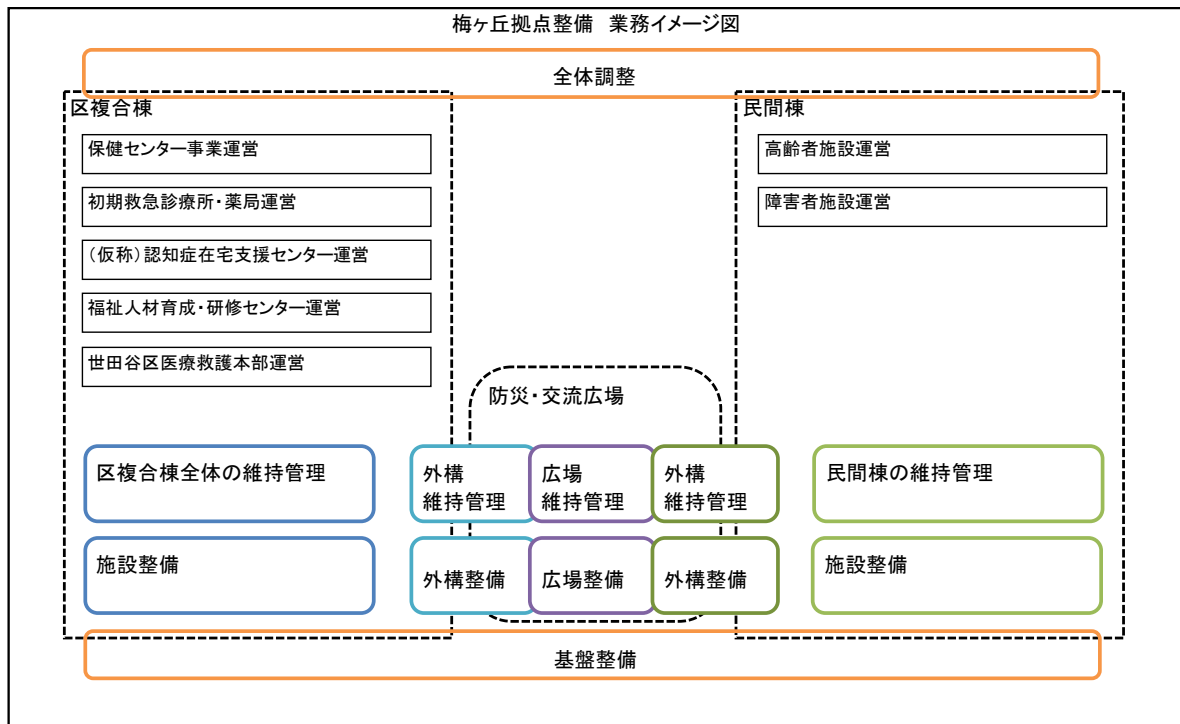 梅ヶ丘拠点整備 業務イメージ図
全体調整
区複合棟
保健センター事業運営
初期救急診療所・薬局運営
(仮称)認知症在宅支援センター運営
福祉人材育成・研修センター運営
世田谷区医療救護本部運営
民間棟
高齢者施設運営
障害者施設運営
防災・交流広場
区複合棟全体の維持管理
外構
維持管理
広場
維持管理
外構
維持管理
民間棟の維持管理
施設整備
外構整備
広場整備
外構整備
施設整備
基盤整備